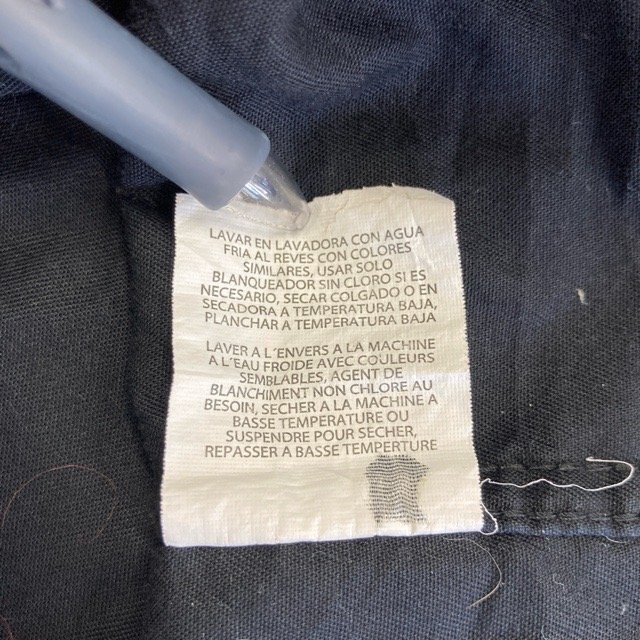 LAVAR EN LAVADORA CON AGUA
FRIA AL REVES CON COLORES
SIMILARES, USAR SOLO
BLANQUEADOR SIN CLORO SI ES
NECESARIO, SECAR COLGADO O EN
SECADORA A TEMPERATURA BAJA,
PLANCHAR A TEMPERATURA BAJA
LAVER A L´ENVERS A LA MACHINE
A L´EAU FROIDE AVEC COULEURS
SEMBLABLES, AGENT DE
BLANCHIMENT NON CHLORE AU
BESOIN, SECHER A LA MACHINE A
BASSE TEMPERATURE OU
SUSPENDRE POUR SECHER,
REPASSER A BASSE TEMPERTURE